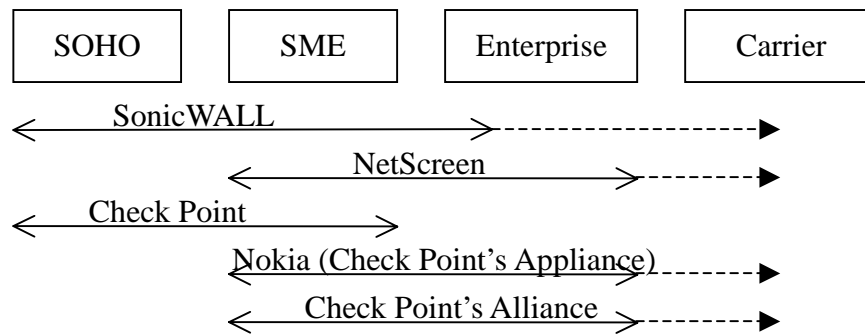 SOHO SME Enterprise Carrier
SonicWALL
NetScreen
Check Point
Nokia (Check Point’s Appliance)
Check Point’s Alliance